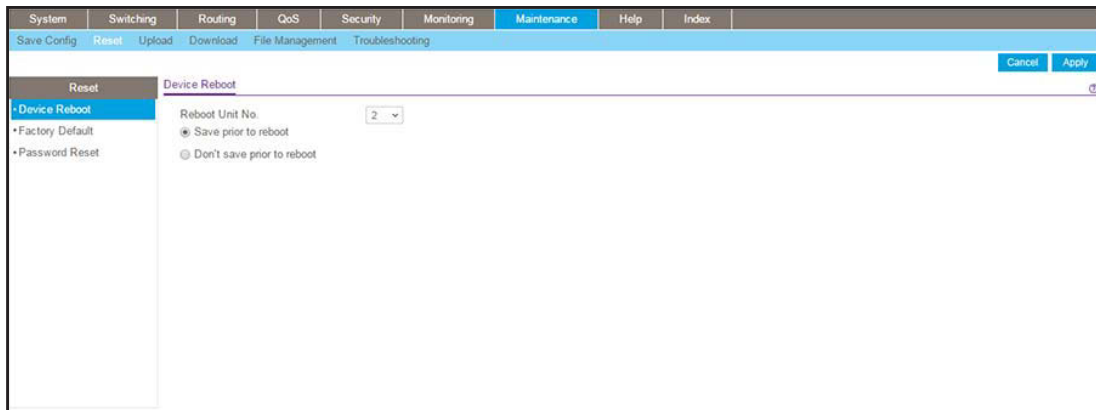 System Switching Routing QoS Security Monitoring Maintenance Help Index
Save Config Reset Upload Download File Management Troubleshooting
Cancel Apply
Reset
Device Reboot
• Device Reboot
• Factory Default
• Password Reset
Reboot Unit No. 2
Save prior to reboot
Don't save prior to reboot